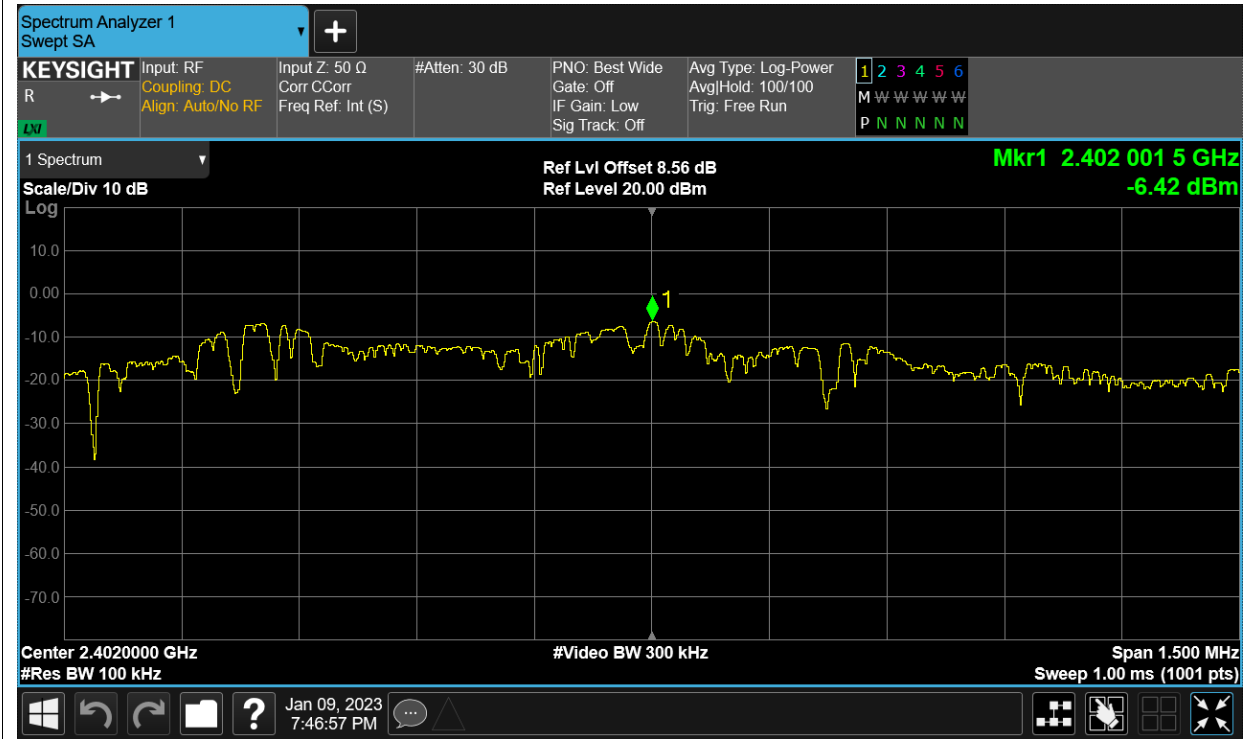 Spectrum Analyzer 1
Swept SA
KEYSIGHT
R
LXI
Input: RF
Coupling: DC
Align: Auto/No RF
Input Z: 50 Ω
Corr CCorr
Freq Ref: Int (S)
#Atten: 30 dB
PNO: Best Wide
Gate: Off
IF Gain: Low
Sig Track: Off
Avg Type: Log-Power
Avg|Hold: 100/100
Trig: Free Run
1 2 3 4 5 6
M W W W W W
P N N N N N
1 Spectrum
Scale/Div 10 dB
Log
Ref Lvl Offset 8.56 dB
Ref Level 20.00 dBm
Mkr1 2.402 001 5 GHz
-6.42 dBm
10.0
0.00
1
-10.0
-20.0
-30.0
-40.0
-50.0
-60.0
-70.0
Center 2.4020000 GHz
#Res BW 100 kHz
#Video BW 300 kHz
Span 1.500 MHz
Sweep 1.00 ms (1001 pts)
?
Jan 09, 2023
7:46:57 PM